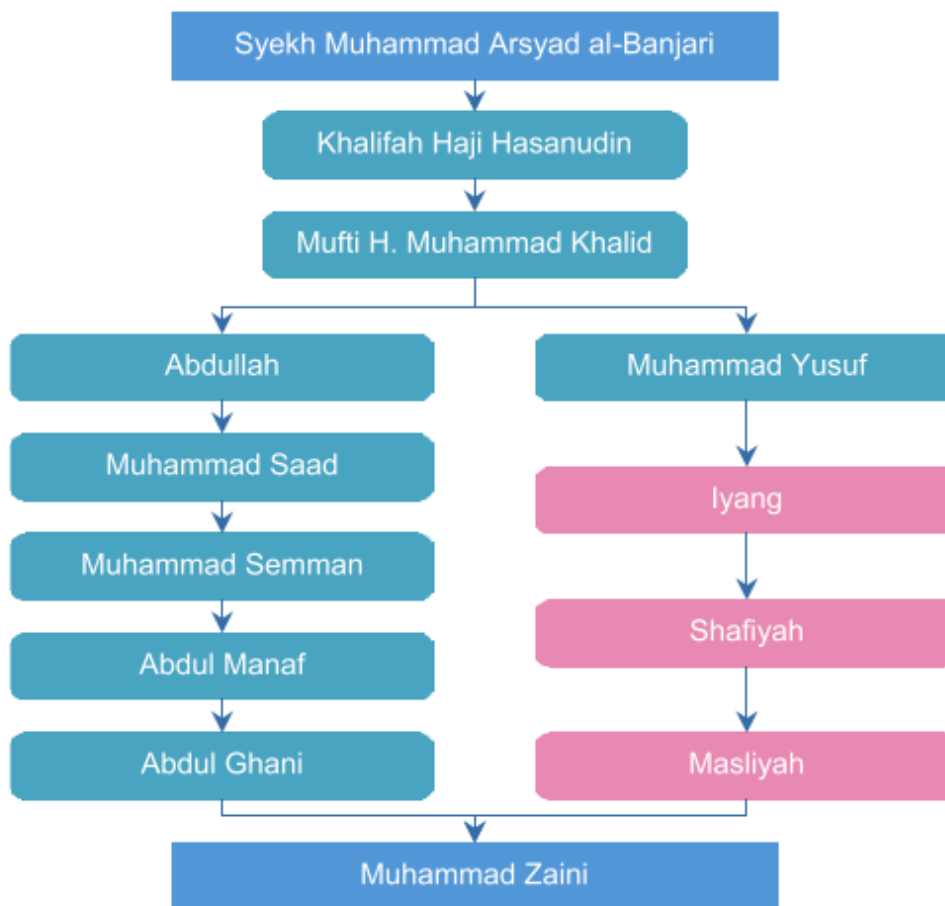 Syekh Muhammad Arsyad al-Banjari
Khalifah Haji Hasanudin
Mufti H. Muhammad Khalid
Abdullah
Muhammad Saad
Muhammad Semman
Abdul Manaf
Abdul Ghani
Muhammad Yusuf
Iyang
Shafiyah
Masliyah
Muhammad Zaini